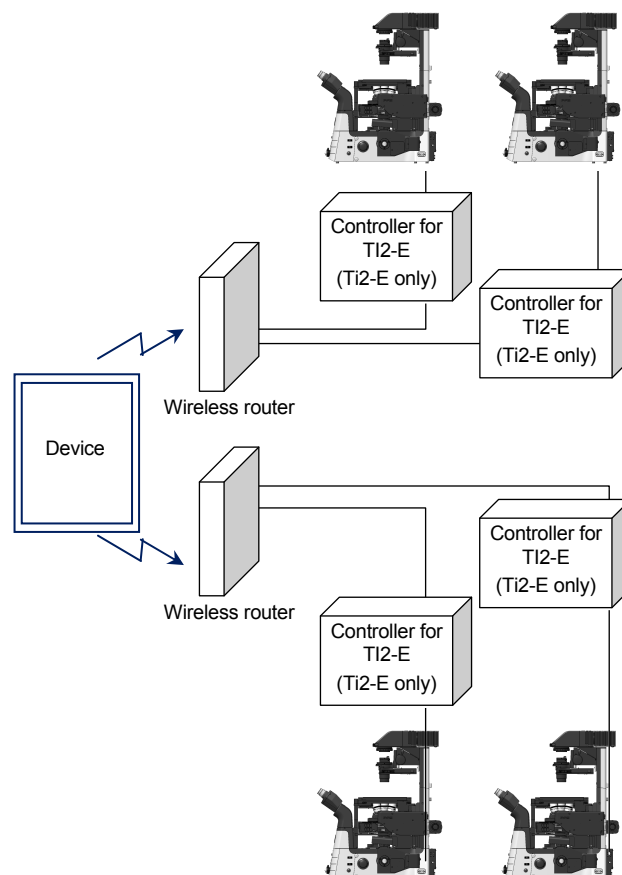 Controller for
TI2-E
(Ti2-E only)
Controller for
TI2-E
(Ti2-E only)
Wireless router
Device
Controller for
TI2-E
(Ti2-E only)
Wireless router
Controller for
TI2-E
(Ti2-E only)